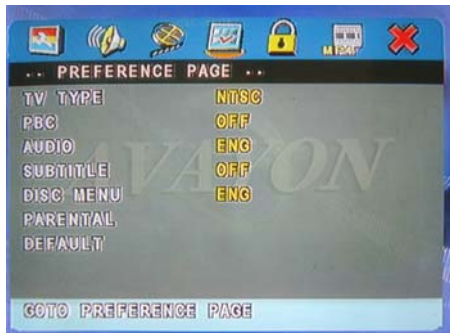 .. PREFERENCE PAGE ..
TV TYPE NTSC
PBC OFF
AUDIO ENG
SUBTITLE OFF
DISC MENU ENG
PARENTAL
DEFAULT
GOTO PREFERENCE PAGE